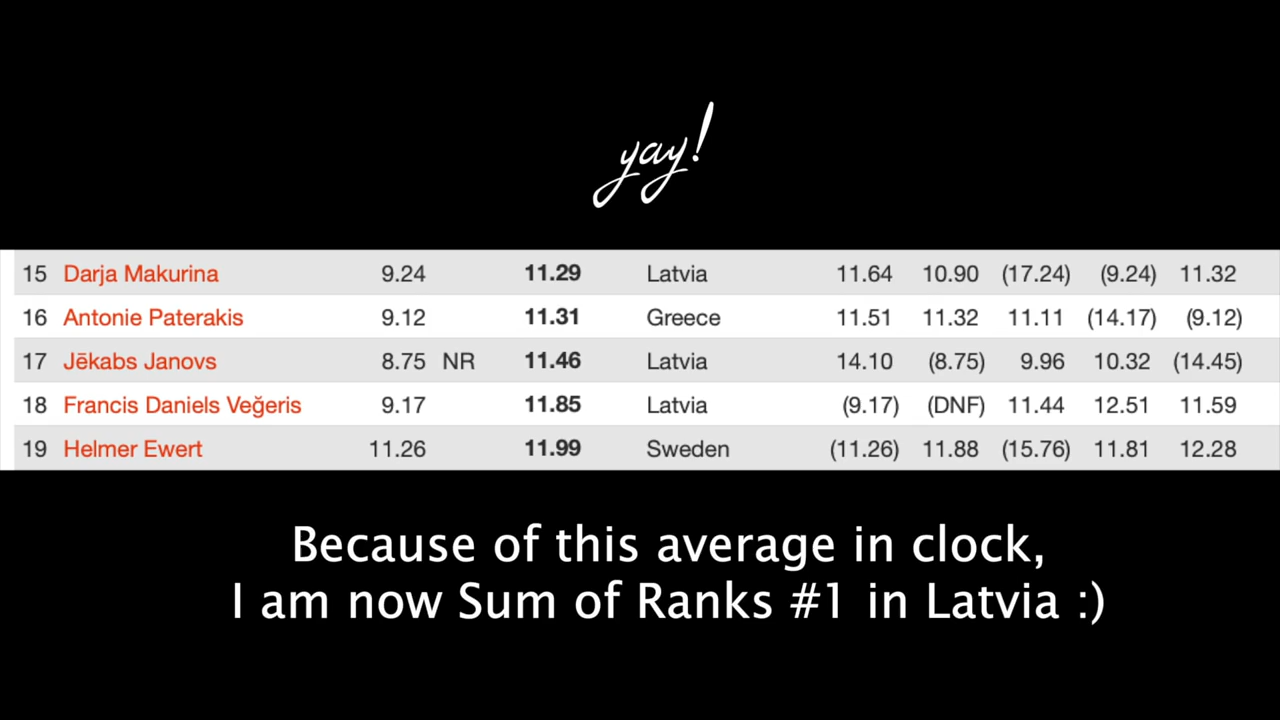 yay!
15 Darja Makurina 9.24 11.29 Latvia 11.64 10.90 (17.24) (9.24) 11.32
16 Antonie Paterakis 9.12 11.31 Greece 11.51 11.32 11.11 (14.17) (9.12)
17 Jēkabs Janovs 8.75 NR 11.46 Latvia 14.10 (8.75) 9.96 10.32 (14.45)
18 Francis Daniels Veğeris 9.17 11.85 Latvia (9.17) (DNF) 11.44 12.51 11.59
19 Helmer Ewert 11.26 11.99 Sweden (11.26) 11.88 (15.76) 11.81 12.28
Because of this average in clock,
I am now Sum of Ranks #1 in Latvia :)